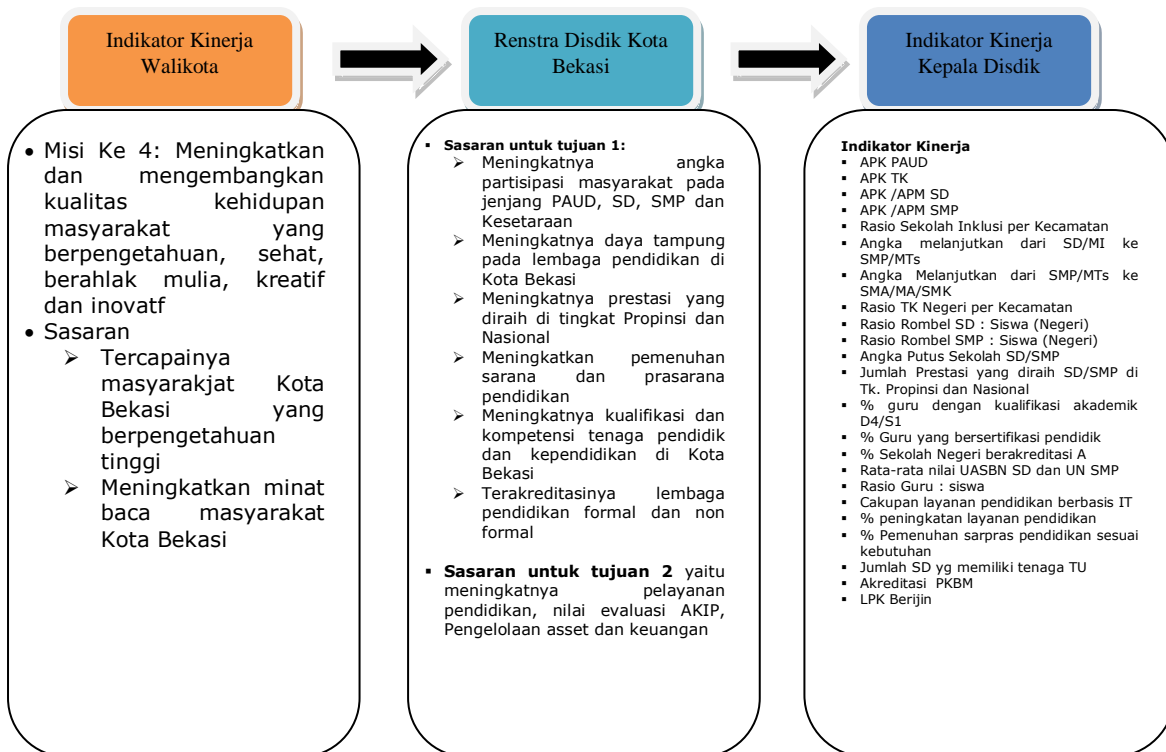 Indikator Kinerja
Walikota
Renstra Disdik Kota
Bekasi
Indikator Kinerja
Kepala Disdik
• Misi Ke 4: Meningkatkan
dan mengembangkan
kualitas kehidupan
masyarakat yang
berpengetahuan, sehat,
berahlak mulia, kreatif
dan inovatf
• Sasaran
➢ Tercapainya
masyarakjat Kota
Bekasi yang
berpengetahuan
tinggi
➢ Meningkatkan minat
baca masyarakat
Kota Bekasi
▪ Sasaran untuk tujuan 1:
➢ Meningkatnya angka
partisipasi masyarakat pada
jenjang PAUD, SD, SMP dan
Kesetaraan
➢ Meningkatnya daya tampung
pada lembaga pendidikan di
Kota Bekasi
➢ Meningkatnya prestasi yang
diraih di tingkat Propinsi dan
Nasional
➢ Meningkatkan pemenuhan
sarana dan prasarana
pendidikan
➢ Meningkatnya kualifikasi dan
kompetensi tenaga pendidik
dan kependidikan di Kota
Bekasi
➢ Terakreditasinya lembaga
pendidikan formal dan non
formal
▪ Sasaran untuk tujuan 2 yaitu
meningkatnya pelayanan
pendidikan, nilai evaluasi AKIP,
Pengelolaan asset dan keuangan
Indikator Kinerja
▪ APK PAUD
▪ APK TK
▪ APK /APM SD
▪ APK /APM SMP
▪ Rasio Sekolah Inklusi per Kecamatan
▪ Angka melanjutkan dari SD/MI ke
SMP/MTs
▪ Angka Melanjutkan dari SMP/MTs ke
SMA/MA/SMK
▪ Rasio TK Negeri per Kecamatan
▪ Rasio Rombel SD : Siswa (Negeri)
▪ Rasio Rombel SMP : Siswa (Negeri)
▪ Angka Putus Sekolah SD/SMP
▪ Jumlah Prestasi yang diraih SD/SMP di
Tk. Propinsi dan Nasional
▪ % guru dengan kualifikasi akademik
D4/S1
▪ % Guru yang bersertifikasi pendidik
▪ % Sekolah Negeri berakreditasi A
▪ Rata-rata nilai UASBN SD dan UN SMP
▪ Rasio Guru : siswa
▪ Cakupan layanan pendidikan berbasis IT
▪ % peningkatan layanan pendidikan
▪ % Pemenuhan sarpras pendidikan sesuai
kebutuhan
▪ Jumlah SD yg memiliki tenaga TU
▪ Akreditasi PKBM
▪ LPK Berijin